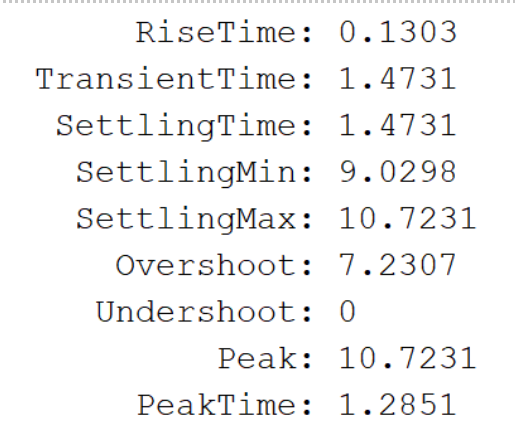 RiseTime: 0.1303
TransientTime: 1.4731
SettlingTime: 1.4731
SettlingMin: 9.0298
SettlingMax: 10.7231
Overshoot: 7.2307
Undershoot: 0
Peak: 10.7231
PeakTime: 1.2851